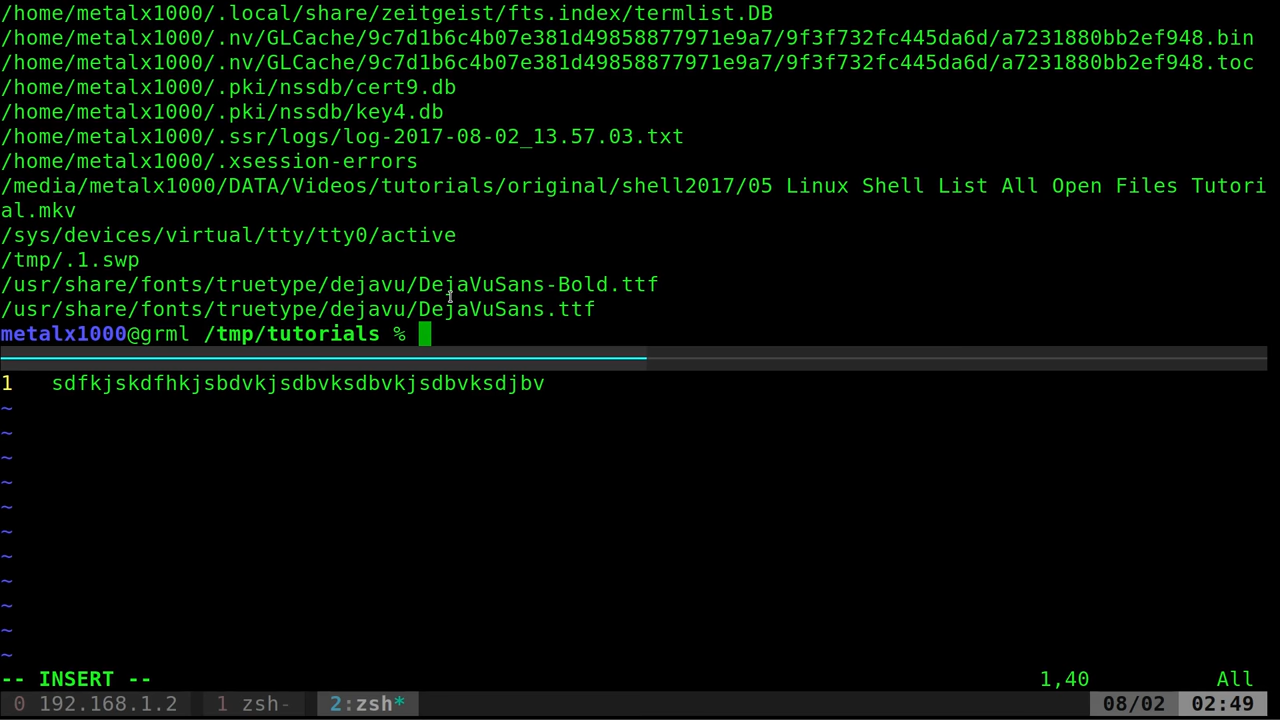 /home/metalx1000/.local/share/zeitgeist/fts.index/termlist.DB
/home/metalx1000/.nv/GLCache/9c7d1b6c4b07e381d49858877971e9a7/9f3f732fc445da6d/a7231880bb2ef948.bin
/home/metalx1000/.nv/GLCache/9c7d1b6c4b07e381d49858877971e9a7/9f3f732fc445da6d/a7231880bb2ef948.toc
/home/metalx1000/.pki/nssdb/cert9.db
/home/metalx1000/.pki/nssdb/key4.db
/home/metalx1000/.ssr/logs/log-2017-08-02_13.57.03.txt
/home/metalx1000/.xsession-errors
/media/metalx1000/DATA/Videos/tutorials/original/shell2017/05 Linux Shell List All Open Files Tutori
al.mkv
/sys/devices/virtual/tty/tty0/active
/tmp/.1.swp
/usr/share/fonts/truetype/dejavu/DejaVuSans-Bold.ttf
/usr/share/fonts/truetype/dejavu/DejaVuSans.ttf
metalx1000@grml /tmp/tutorials %
1 sdfkjskdfhkjsbdvkjsdbvksdbvkjsdbvksdjbv
~
~
~
~
~
~
~
~
~
~
~
-- INSERT -- 1,40 All
0 192.168.1.2 1 zsh- 2:zsh* 08/02 02:49